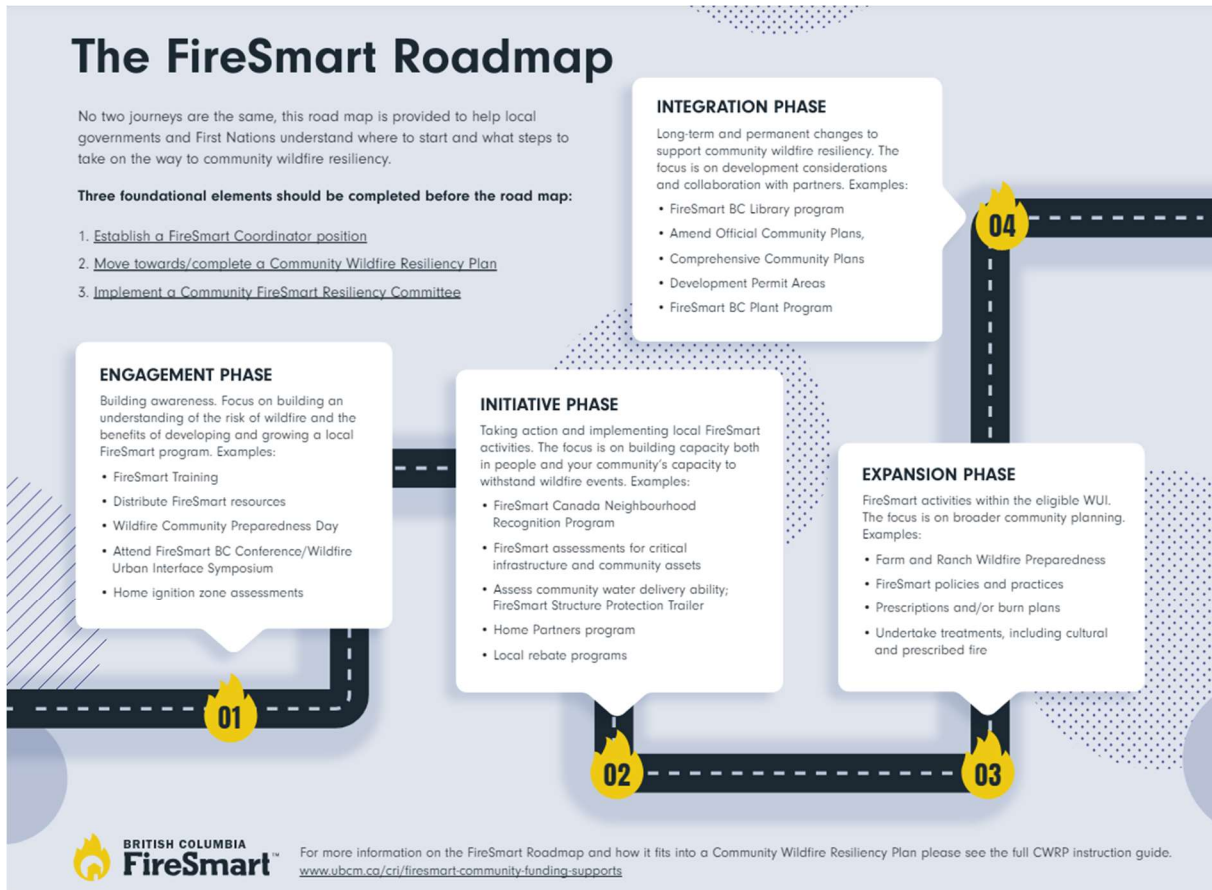 The FireSmart Roadmap
No two journeys are the same, this road map is provided to help local
governments and First Nations understand where to start and what steps to
take on the way to community wildfire resiliency.
Three foundational elements should be completed before the road map:
1. Establish a FireSmart Coordinator position
2. Move towards/complete a Community Wildfire Resiliency Plan
3. Implement a Community FireSmart Resiliency Committee
ENGAGEMENT PHASE
Building awareness. Focus on building an
understanding of the risk of wildfire and the
benefits of developing and growing a local
FireSmart program. Examples:
• FireSmart Training
• Distribute FireSmart resources
• Wildfire Community Preparedness Day
• Attend FireSmart BC Conference/Wildfire
Urban Interface Symposium
• Home ignition zone assessments
01
INITIATIVE PHASE
Taking action and implementing local FireSmart
activities. The focus is on building capacity both
in people and your community's capacity to
withstand wildfire events. Examples:
• FireSmart Canada Neighbourhood
Recognition Program
• FireSmart assessments for critical
infrastructure and community assets
• Assess community water delivery ability;
FireSmart Structure Protection Trailer
• Home Partners program
• Local rebate programs
02
EXPANSION PHASE
FireSmart activities within the eligible WUI.
The focus is on broader community planning.
Examples:
• Farm and Ranch Wildfire Preparedness
• FireSmart policies and practices
• Prescriptions and/or burn plans
• Undertake treatments, including cultural
and prescribed fire
03
INTEGRATION PHASE
Long-term and permanent changes to
support community wildfire resiliency. The
focus is on development considerations
and collaboration with partners. Examples:
• FireSmart BC Library program
• Amend Official Community Plans,
• Comprehensive Community Plans
• Development Permit Areas
• FireSmart BC Plant Program
04
BRITISH COLUMBIA
FireSmart™
For more information on the FireSmart Roadmap and how it fits into a Community Wildfire Resiliency Plan please see the full CWRP instruction guide.
www.ubcm.ca/cri/firesmart-community-funding-supports